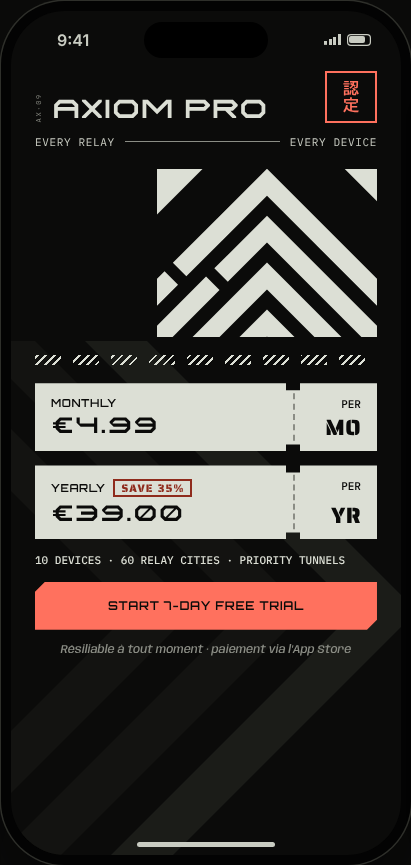 9:41
認定
AX-09
AXIOM PRO
EVERY RELAY
EVERY DEVICE
MONTHLY
€4.99
PER
MO
YEARLY
SAVE 35%
€39.00
PER
YR
10 DEVICES · 60 RELAY CITIES · PRIORITY TUNNELS
START 7-DAY FREE TRIAL
Résiliable à tout moment · paiement via l'App Store